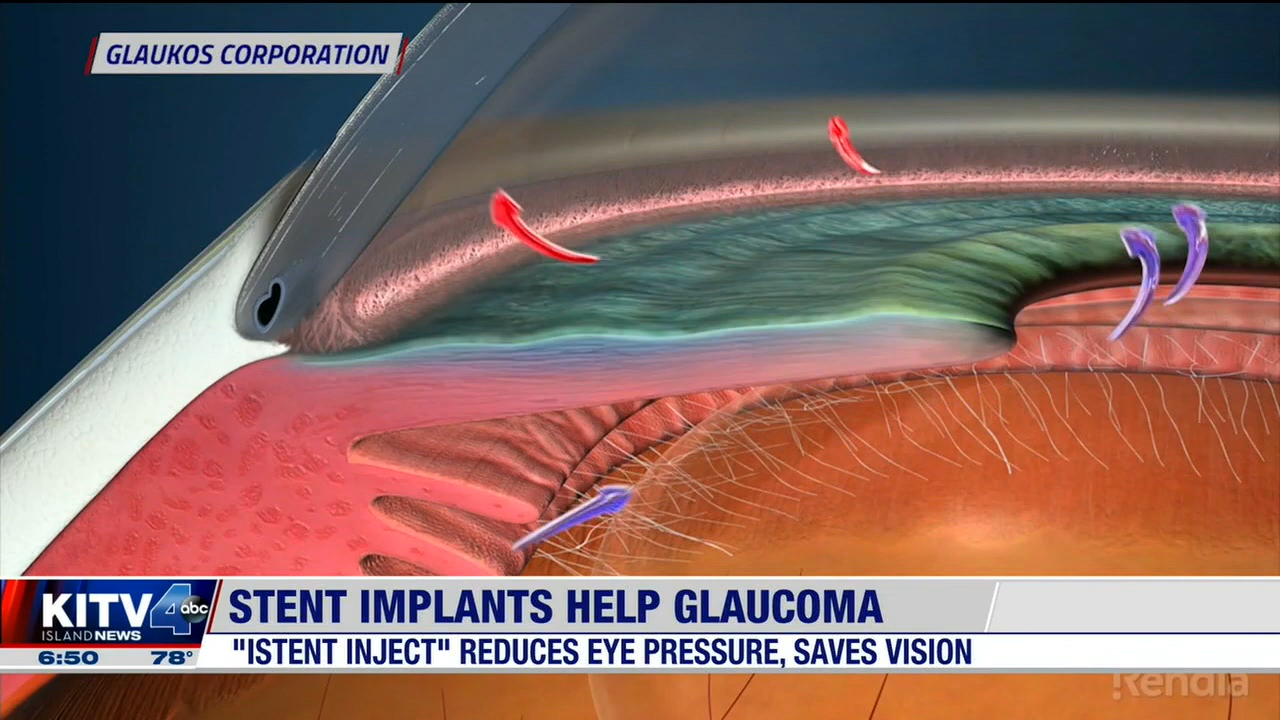 GLAUKOS CORPORATION
KITV 4 abc
ISLAND NEWS
6:50 78°
STENT IMPLANTS HELP GLAUCOMA
"ISTENT INJECT" REDUCES EYE PRESSURE, SAVES VISION
Rendia